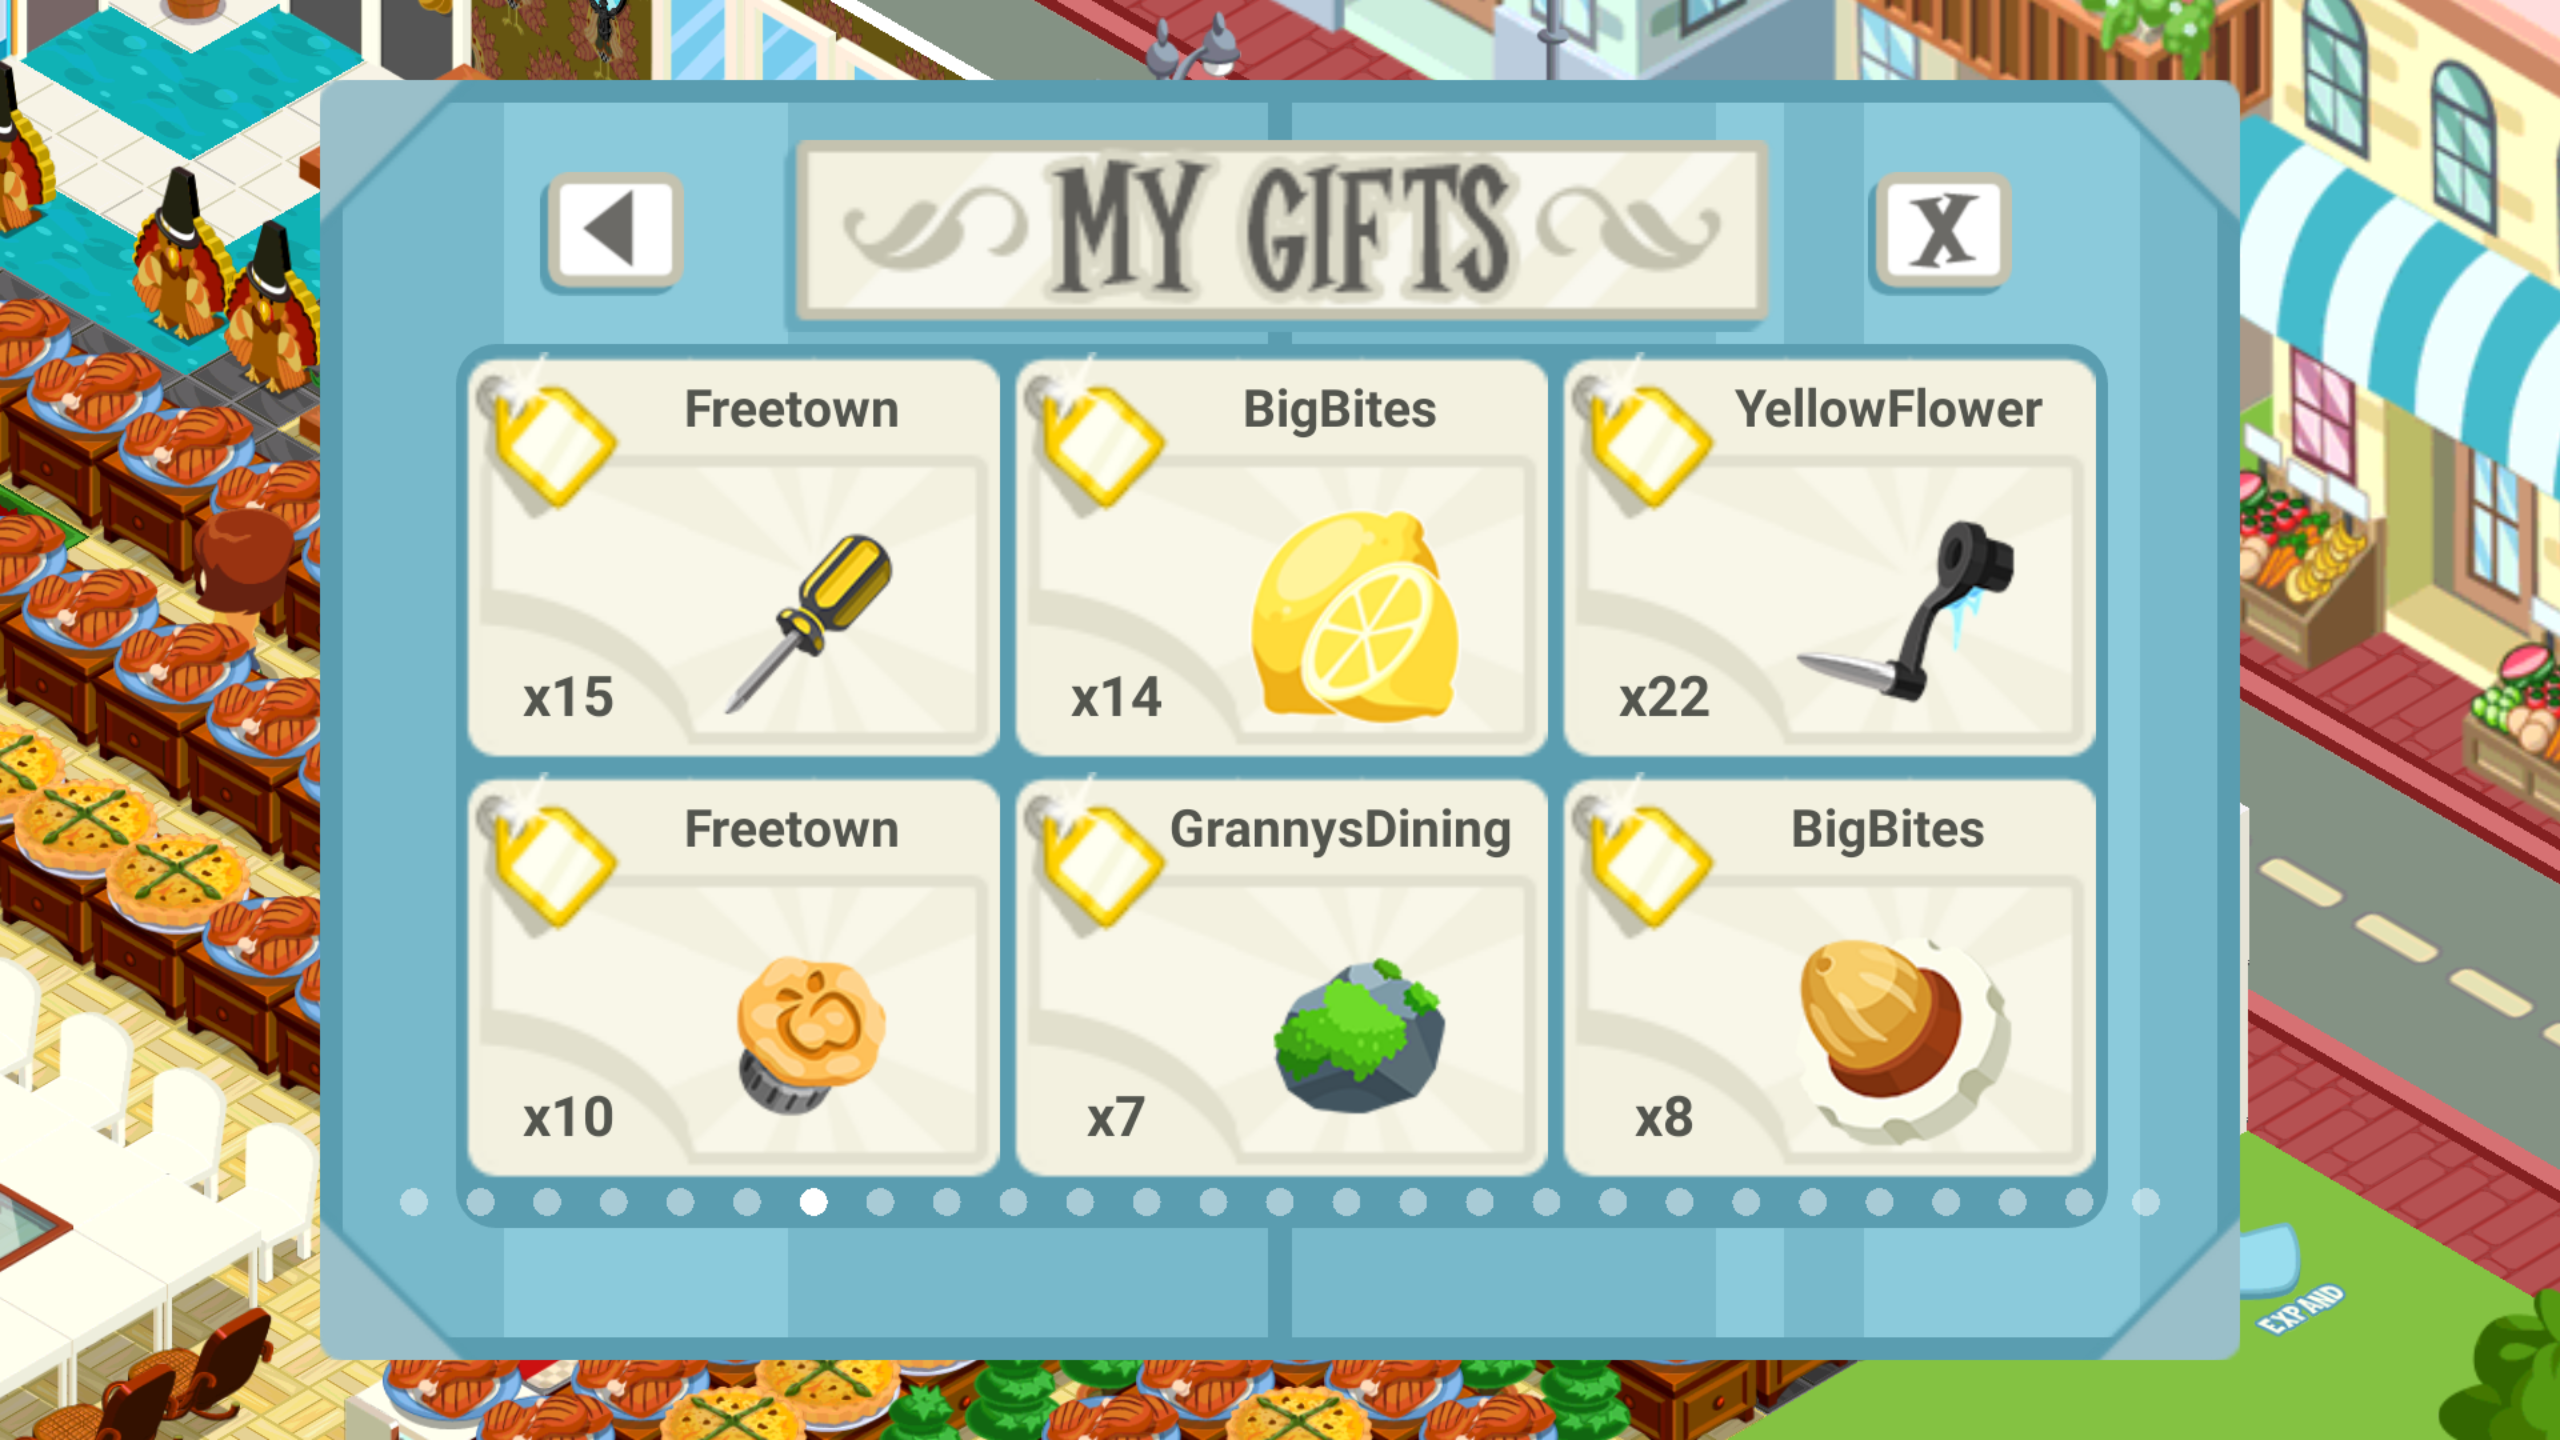 MY GIFTS
X
Freetown
x15
BigBites
x14
YellowFlower
x22
Freetown
x10
GrannysDining
x7
BigBites
x8
EXPAND